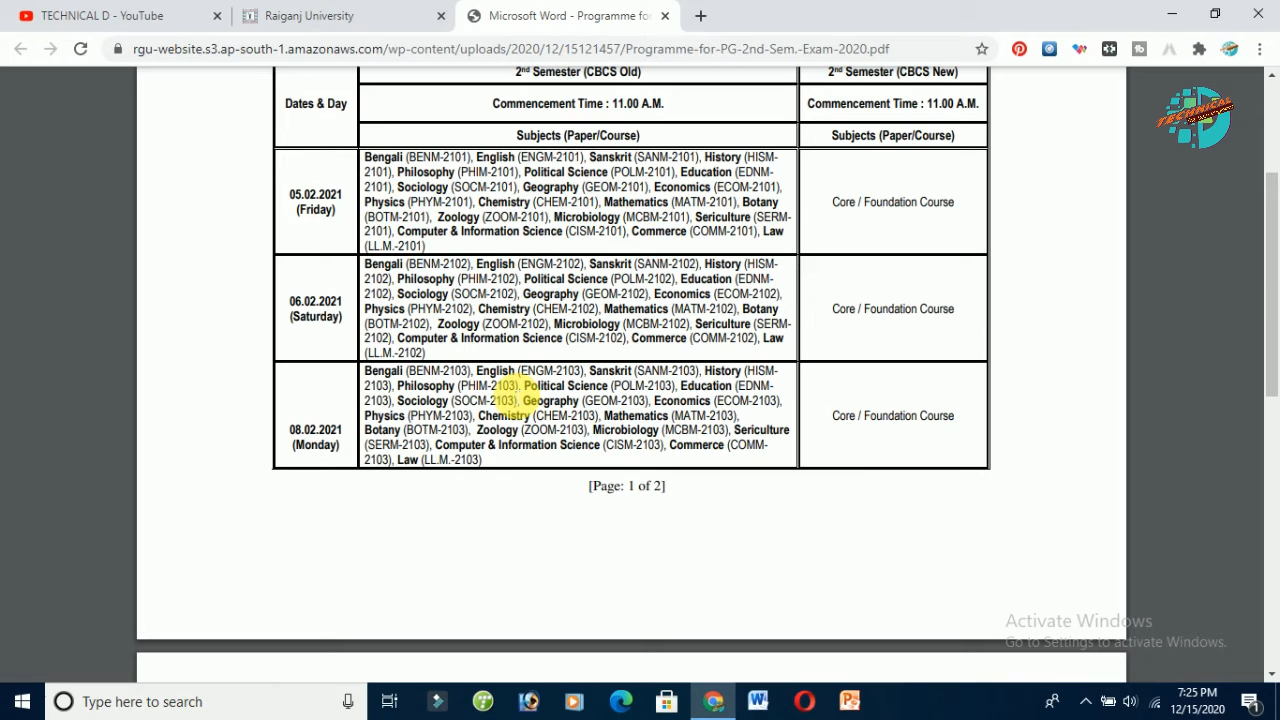 TECHNICAL D - YouTube
Raiganj University
Microsoft Word - Programme for
rgu-website.s3.ap-south-1.amazonaws.com/wp-content/uploads/2020/12/15121457/Programme-for-PG-2nd-Sem.-Exam-2020.pdf
TECHNICAL
2nd Semester (CBCS Old)
2nd Semester (CBCS New)
Dates & Day
Commencement Time : 11.00 A.M.
Commencement Time : 11.00 A.M.
Subjects (Paper/Course)
Subjects (Paper/Course)
05.02.2021
(Friday)
Bengali (BENM-2101), English (ENGM-2101), Sanskrit (SANM-2101), History (HISM-
2101), Philosophy (PHIM-2101), Political Science (POLM-2101), Education (EDNM-
2101), Sociology (SOCM-2101), Geography (GEOM-2101), Economics (ECOM-2101),
Physics (PHYM-2101), Chemistry (CHEM-2101), Mathematics (MATM-2101), Botany
(BOTM-2101), Zoology (ZOOM-2101), Microbiology (MCBM-2101), Sericulture (SERM-
2101), Computer & Information Science (CISM-2101), Commerce (COMM-2101), Law
(LL.M.-2101)
Core / Foundation Course
06.02.2021
(Saturday)
Bengali (BENM-2102), English (ENGM-2102), Sanskrit (SANM-2102), History (HISM-
2102), Philosophy (PHIM-2102), Political Science (POLM-2102), Education (EDNM-
2102), Sociology (SOCM-2102), Geography (GEOM-2102), Economics (ECOM-2102),
Physics (PHYM-2102), Chemistry (CHEM-2102), Mathematics (MATM-2102), Botany
(BOTM-2102), Zoology (ZOOM-2102), Microbiology (MCBM-2102), Sericulture (SERM-
2102), Computer & Information Science (CISM-2102), Commerce (COMM-2102), Law
(LL.M.-2102)
Core / Foundation Course
08.02.2021
(Monday)
Bengali (BENM-2103), English (ENGM-2103), Sanskrit (SANM-2103), History (HISM-
2103), Philosophy (PHIM-2103), Political Science (POLM-2103), Education (EDNM-
2103), Sociology (SOCM-2103), Geography (GEOM-2103), Economics (ECOM-2103),
Physics (PHYM-2103), Chemistry (CHEM-2103), Mathematics (MATM-2103),
Botany (BOTM-2103), Zoology (ZOOM-2103), Microbiology (MCBM-2103), Sericulture
(SERM-2103), Computer & Information Science (CISM-2103), Commerce (COMM-
2103), Law (LL.M.-2103)
Core / Foundation Course
[Page: 1 of 2]
Activate Windows
Go to Settings to activate Windows.
Type here to search
7:25 PM
12/15/2020